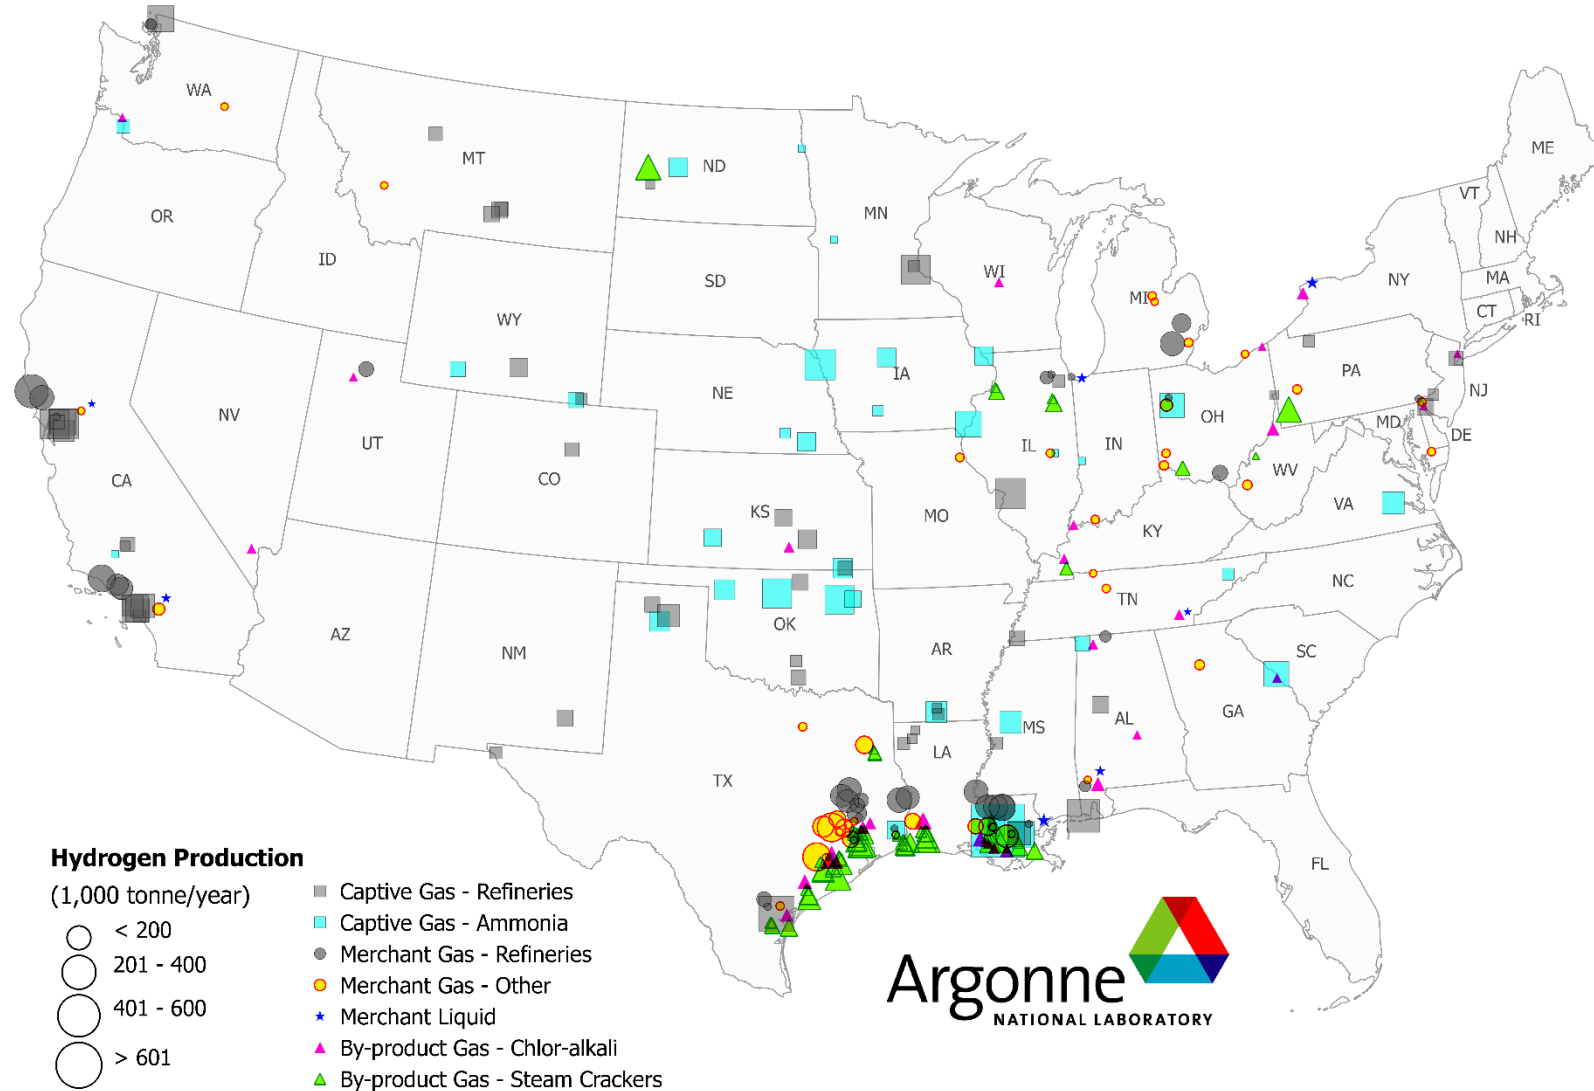 WA
MT
ND
MN
ME
VT
NH
OR
ID
SD
WI
MI
NY
MA
CT
RI
WY
IA
NE
PA
NJ
NV
UT
CO
IL
IN
OH
MD
DE
WV
CA
KS
MO
KY
VA
AZ
NM
OK
AR
TN
NC
SC
TX
LA
MS
AL
GA
FL
Hydrogen Production
(1,000 tonne/year)
< 200
201 - 400
401 - 600
> 601
Captive Gas - Refineries
Captive Gas - Ammonia
Merchant Gas - Refineries
Merchant Gas - Other
Merchant Liquid
By-product Gas - Chlor-alkali
By-product Gas - Steam Crackers
Argonne
NATIONAL LABORATORY